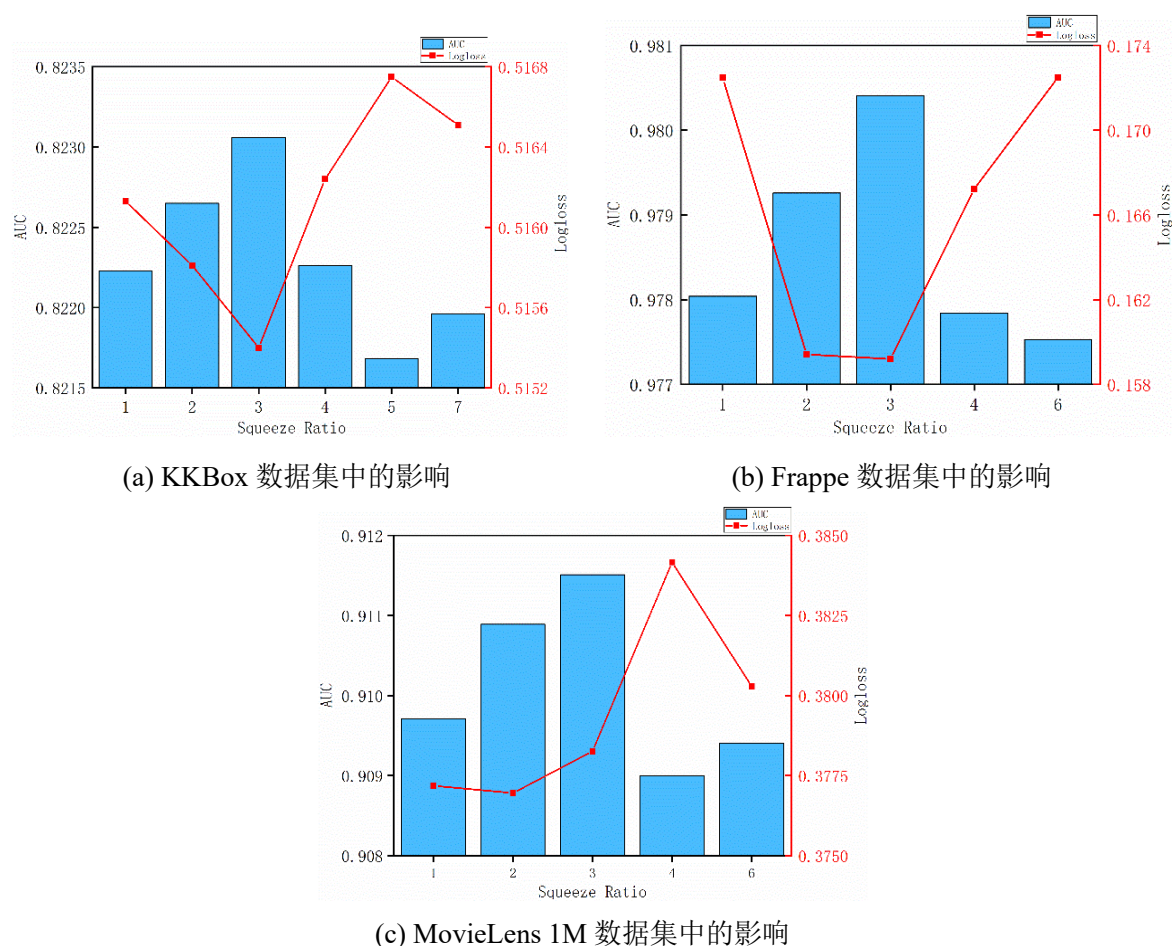 AUC
Logloss
0.8235
0.8230
0.8225
0.8220
0.8215
AUC
0.5168
0.5164
0.5160
0.5156
0.5152
Logloss
1 2 3 4 5 7
Squeeze Ratio
(a) KKBox 数据集中的影响
AUC
Logloss
0.981
0.980
0.979
0.978
0.977
AUC
0.174
0.170
0.166
0.162
0.158
Logloss
1 2 3 4 6
Squeeze Ratio
(b) Frappe 数据集中的影响
AUC
Logloss
0.912
0.911
0.910
0.909
0.908
AUC
0.3850
0.3825
0.3800
0.3775
0.3750
Logloss
1 2 3 4 6
Squeeze Ratio
(c) MovieLens 1M 数据集中的影响